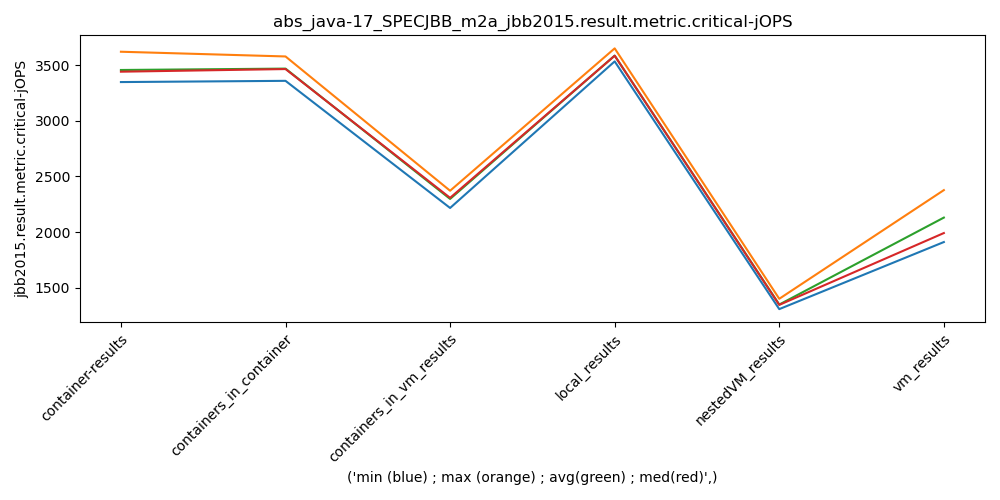 abs_java-17_SPECJBB_m2a_jbb2015.result.metric.critical-jOPS
jbb2015.result.metric.critical-jOPS
3500
3000
2500
2000
1500
container-results
containers_in_container
containers_in_vm_results
local_results
nestedVM_results
vm_results
('min (blue) ; max (orange) ; avg(green) ; med(red)',)